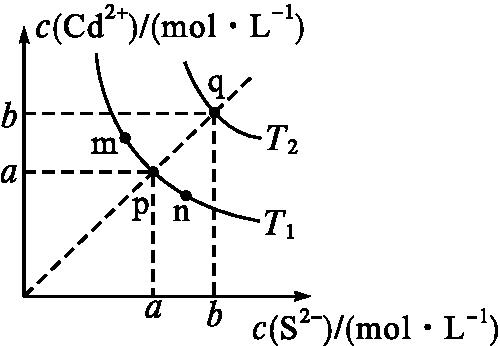 c(Cd²⁺)/(mol・L⁻¹)
q
b
T₂
m
a
p
n
T₁
a
b
c(S²⁻)/(mol・L⁻¹)